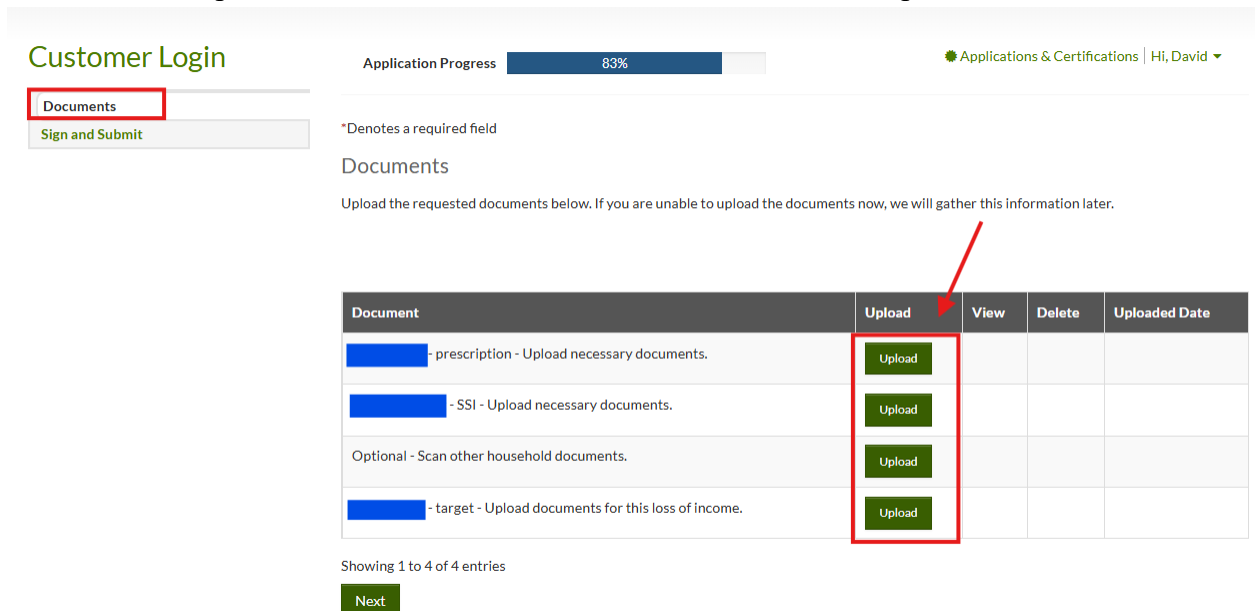 Customer Login
Application Progress 83%
Applications & Certifications | Hi, David
Documents
Sign and Submit
*Denotes a required field
Documents
Upload the requested documents below. If you are unable to upload the documents now, we will gather this information later.
Document Upload View Delete Uploaded Date
- prescription - Upload necessary documents. Upload
- SSI - Upload necessary documents. Upload
Optional - Scan other household documents. Upload
- target - Upload documents for this loss of income. Upload
Showing 1 to 4 of 4 entries
Next